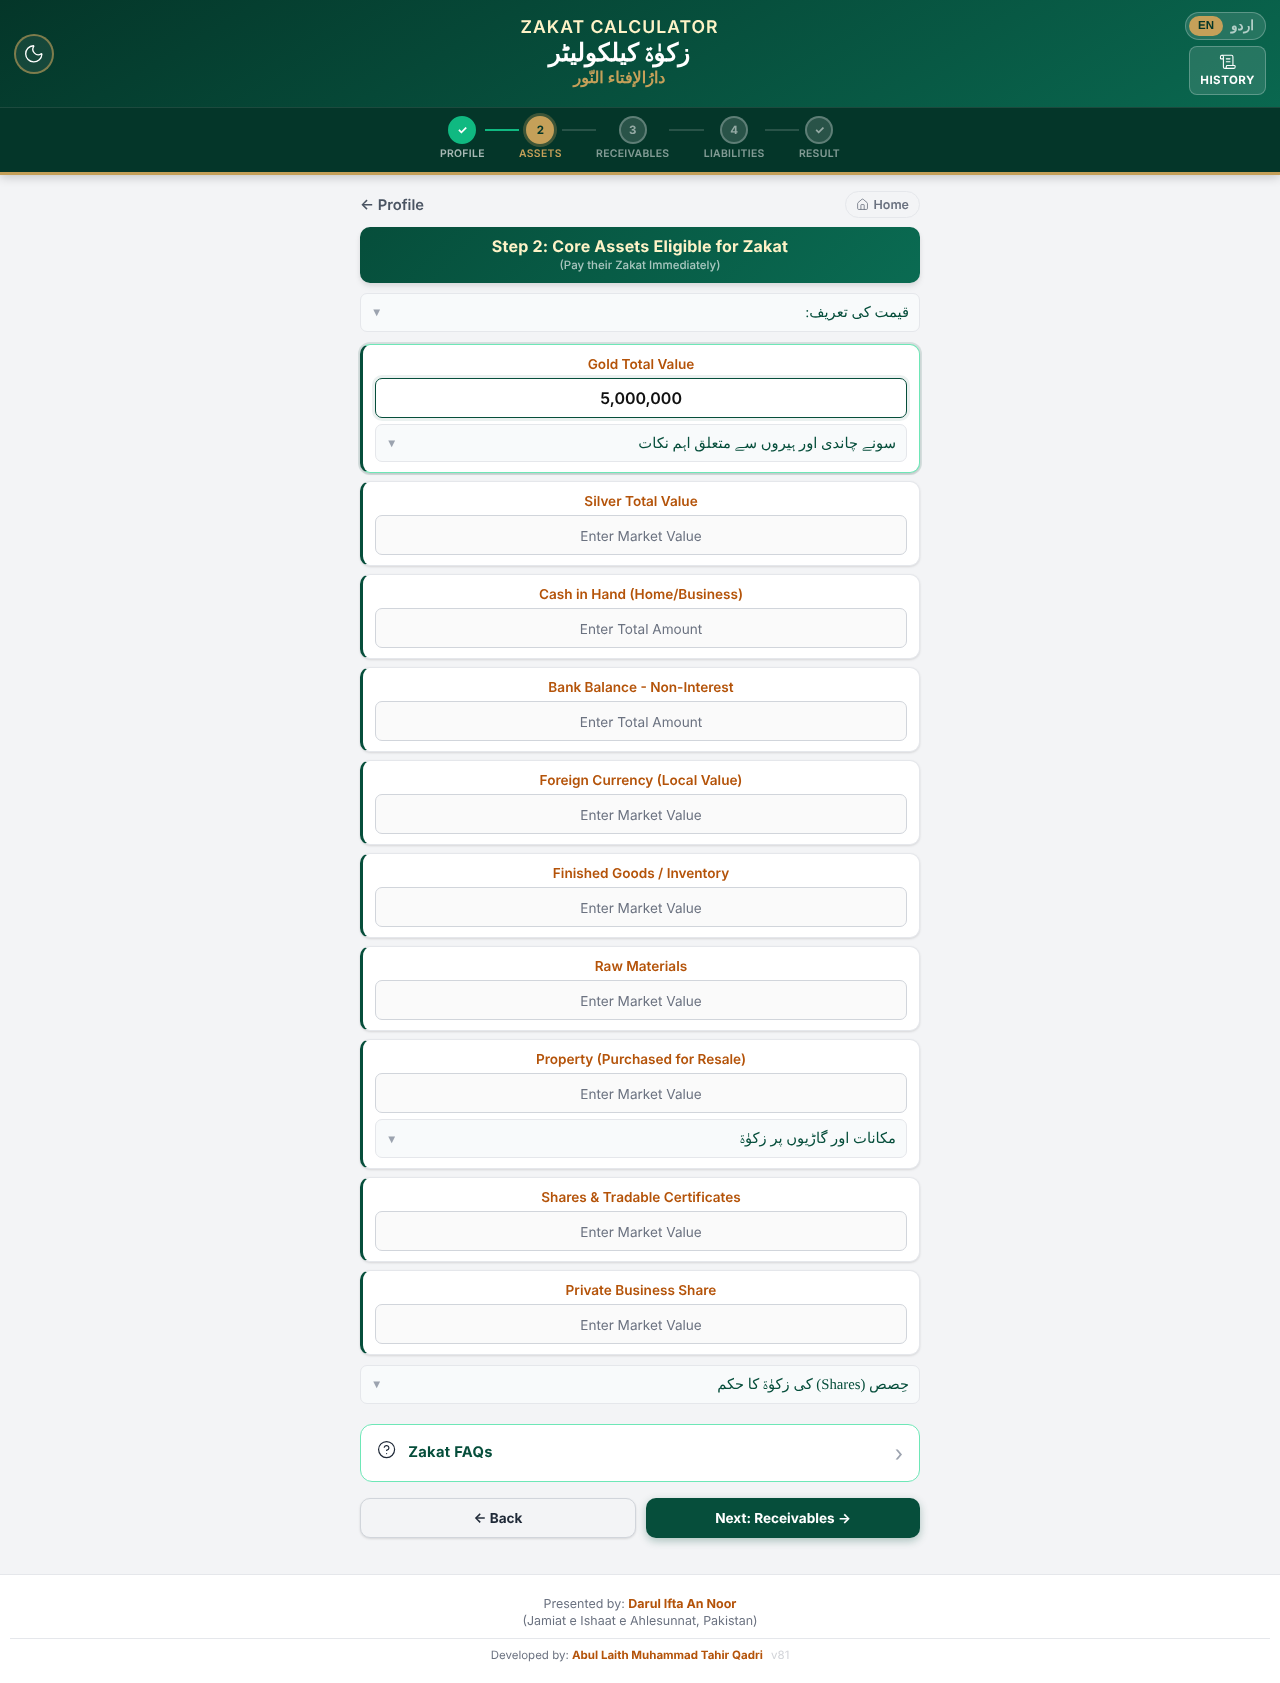 ZAKAT CALCULATOR
زکوٰۃ کیلکولیٹر
دارُالإفتاء النّور
EN اردو
HISTORY
2 3 4
PROFILE ASSETS RECEIVABLES LIABILITIES RESULT
← Profile
Home
Step 2: Core Assets Eligible for Zakat
(Pay their Zakat Immediately)
قیمت کی تعریف:
Gold Total Value
5,000,000
سونے چاندی اور ہیروں سے متعلق اہم نکات
Silver Total Value
Enter Market Value
Cash in Hand (Home/Business)
Enter Total Amount
Bank Balance - Non-Interest
Enter Total Amount
Foreign Currency (Local Value)
Enter Market Value
Finished Goods / Inventory
Enter Market Value
Raw Materials
Enter Market Value
Property (Purchased for Resale)
Enter Market Value
مکانات اور گاڑیوں پر زکوٰۃ
Shares & Tradable Certificates
Enter Market Value
Private Business Share
Enter Market Value
حِصص (Shares) کی زکوٰۃ کا حکم
Zakat FAQs
← Back
Next: Receivables →
Presented by: Darul Ifta An Noor
(Jamiat e Ishaat e Ahlesunnat, Pakistan)
Developed by: Abul Laith Muhammad Tahir Qadri v81